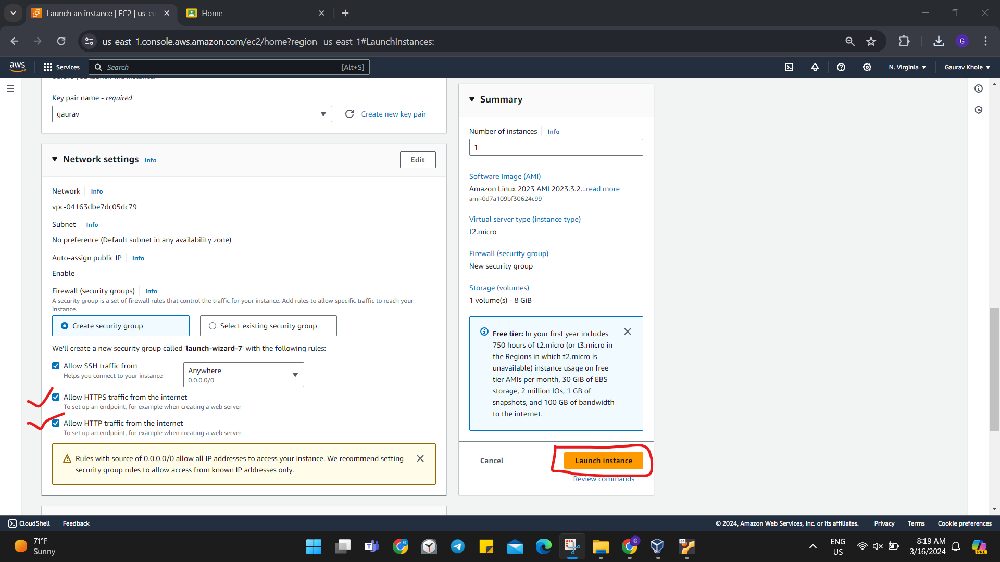 Launch an instance | EC2 | us-ea
Home
us-east-1.console.aws.amazon.com/ec2/home?region=us-east-1#LaunchInstances:
G
aws
Services
Search
[Alt+S]
N. Virginia
Gaurav Khole
before you launch the instance.
Key pair name - required
gaurav
Create new key pair
Network settings
Info
Edit
Network
Info
vpc-04163dbe7dc05dc79
Subnet
Info
No preference (Default subnet in any availability zone)
Auto-assign public IP
Info
Enable
Firewall (security groups)
Info
A security group is a set of firewall rules that control the traffic for your instance. Add rules to allow specific traffic to reach your
instance.
Create security group
Select existing security group
We'll create a new security group called 'launch-wizard-7' with the following rules:
Allow SSH traffic from
Helps you connect to your instance
Anywhere
0.0.0.0/0
Allow HTTPS traffic from the internet
To set up an endpoint, for example when creating a web server
Allow HTTP traffic from the internet
To set up an endpoint, for example when creating a web server
Rules with source of 0.0.0.0/0 allow all IP addresses to access your instance. We recommend setting
security group rules to allow access from known IP addresses only.
Summary
Number of instances
Info
1
Software Image (AMI)
Amazon Linux 2023 AMI 2023.3.2...read more
ami-0d7a109bf30624c99
Virtual server type (instance type)
t2.micro
Firewall (security group)
New security group
Storage (volumes)
1 volume(s) - 8 GiB
Free tier: In your first year includes
750 hours of t2.micro (or t3.micro in
the Regions in which t2.micro is
unavailable) instance usage on free
tier AMIs per month, 30 GiB of EBS
storage, 2 million IOs, 1 GB of
snapshots, and 100 GB of bandwidth
to the internet.
Cancel
Launch instance
Review commands
CloudShell
Feedback
© 2024, Amazon Web Services, Inc. or its affiliates.
Privacy
Terms
Cookie preferences
71°F
Sunny
G
G
64
ENG
US
8:19 AM
3/16/2024
PRE